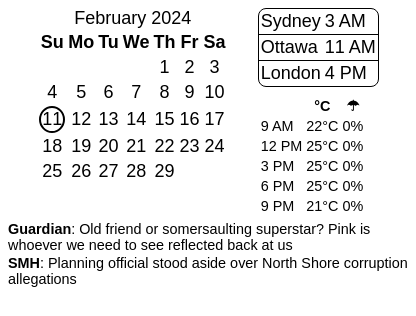 February 2024
Su Mo Tu We Th Fr Sa
1 2 3
4 5 6 7 8 9 10
11 12 13 14 15 16 17
18 19 20 21 22 23 24
25 26 27 28 29
Sydney 3 AM
Ottawa 11 AM
London 4 PM
°C ☂
9 AM 22°C 0%
12 PM 25°C 0%
3 PM 25°C 0%
6 PM 25°C 0%
9 PM 21°C 0%
Guardian: Old friend or somersaulting superstar? Pink is
whoever we need to see reflected back at us
SMH: Planning official stood aside over North Shore corruption
allegations